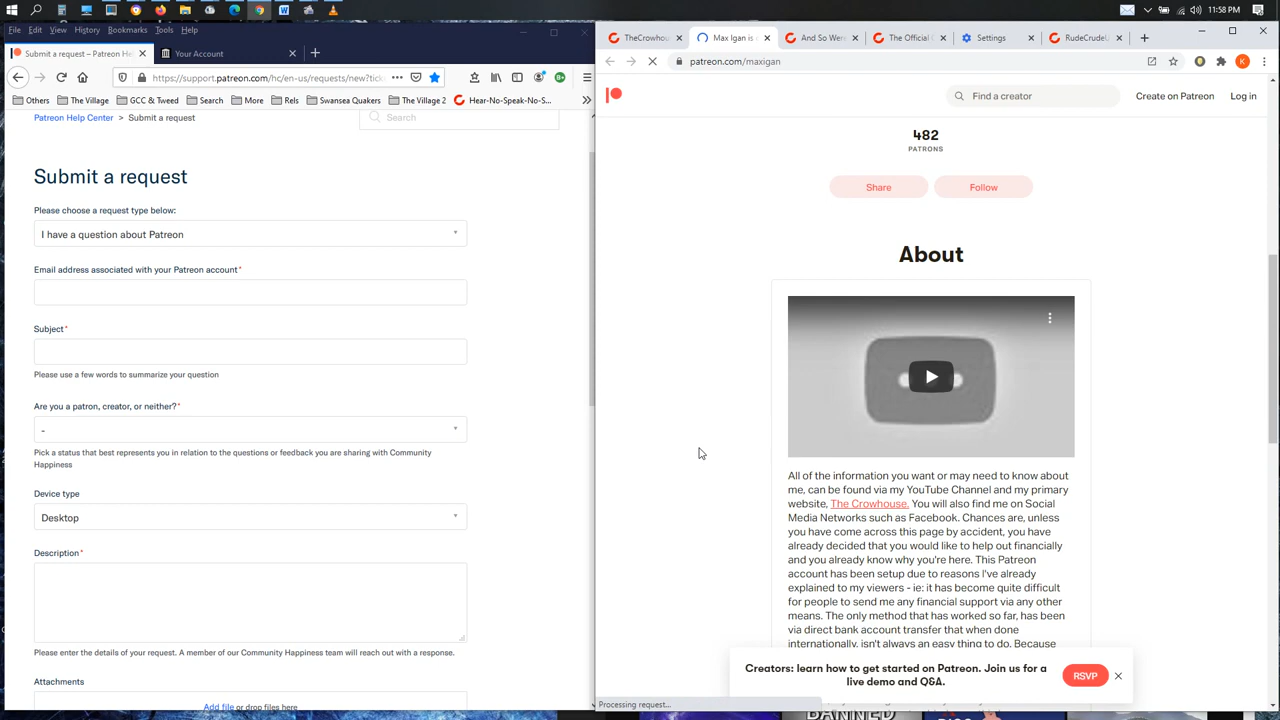 5:58 PM
File Edit View History Bookmarks Tools Help
Submit a request – Patreon He
Your Account
https://support.patreon.com/hc/en-us/requests/new?tick
Others The Village GCC & Tweed Search More Rels Swansea Quakers The Village 2 Hear-No-Speak-No-S...
Patreon Help Center > Submit a request
Search
Submit a request
Please choose a request type below:
I have a question about Patreon
Email address associated with your Patreon account*
Subject*
Please use a few words to summarize your question
Are you a patron, creator, or neither?*
-
Pick a status that best represents you in relation to the questions or feedback you are sharing with Community
Happiness
Device type
Desktop
Description*
Please enter the details of your request. A member of our Community Happiness team will reach out with a response.
Attachments
Add file or drop files here
TheCrowhou
Max Igan is c
And So Were
The Official C
Settings
RudeCrudeLe
patreon.com/maxigan
K
Find a creator
Create on Patreon
Log in
482
PATRONS
Share
Follow
About
All of the information you want or may need to know about
me, can be found via my YouTube Channel and my primary
website, The Crowhouse. You will also find me on Social
Media Networks such as Facebook. Chances are, unless
you have come across this page by accident, you have
already decided that you would like to help out financially
and you already know why you're here. This Patreon
account has been setup due to reasons I've already
explained to my viewers - ie: it has become quite difficult
for people to send me any financial support via any other
means. The only method that has worked so far, has been
via direct bank account transfer that when done
internationally, isn't always an easy thing to do. Because
Creators: learn how to get started on Patreon. Join us for a
live demo and Q&A.
RSVP
Processing request...
BANNED